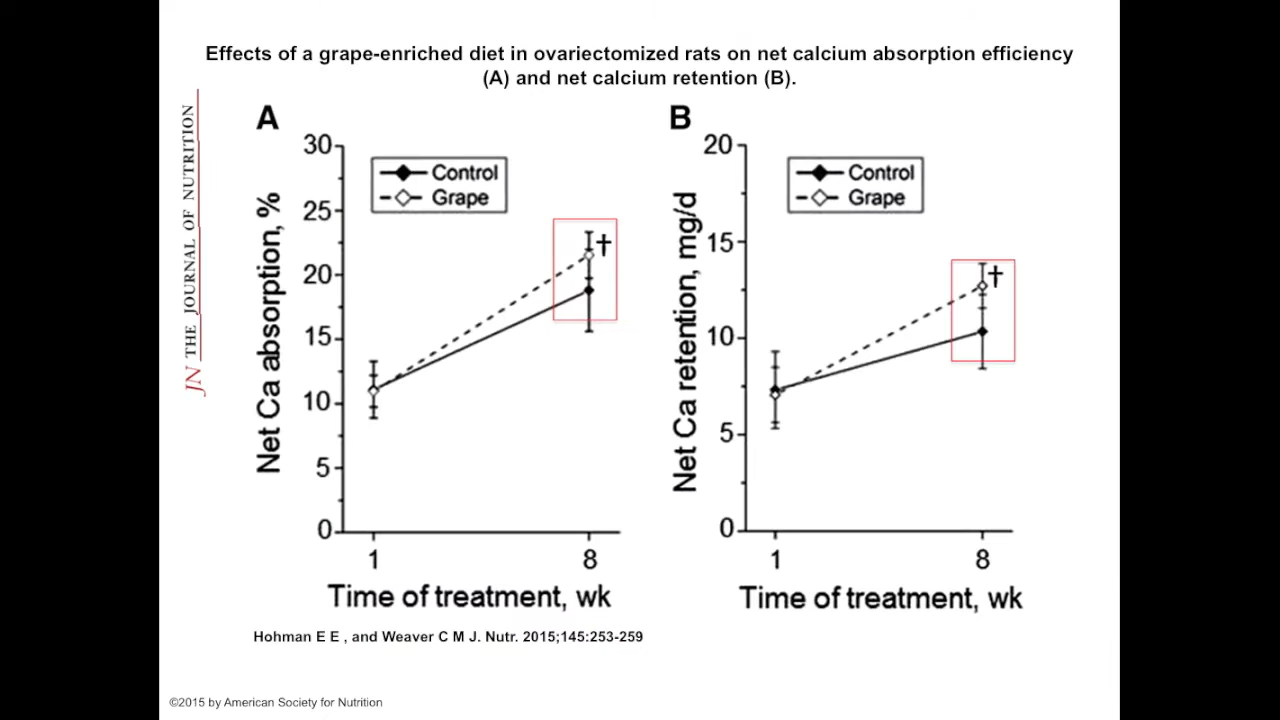 Effects of a grape-enriched diet in ovariectomized rats on net calcium absorption efficiency
(A) and net calcium retention (B).
JN THE JOURNAL OF NUTRITION
A
Net Ca absorption, %
30
25
20
15
10
5
0
Control
Grape
†
1
8
Time of treatment, wk
B
Net Ca retention, mg/d
20
15
10
5
0
Control
Grape
†
1
8
Time of treatment, wk
Hohman E E , and Weaver C M J. Nutr. 2015;145:253-259
©2015 by American Society for Nutrition